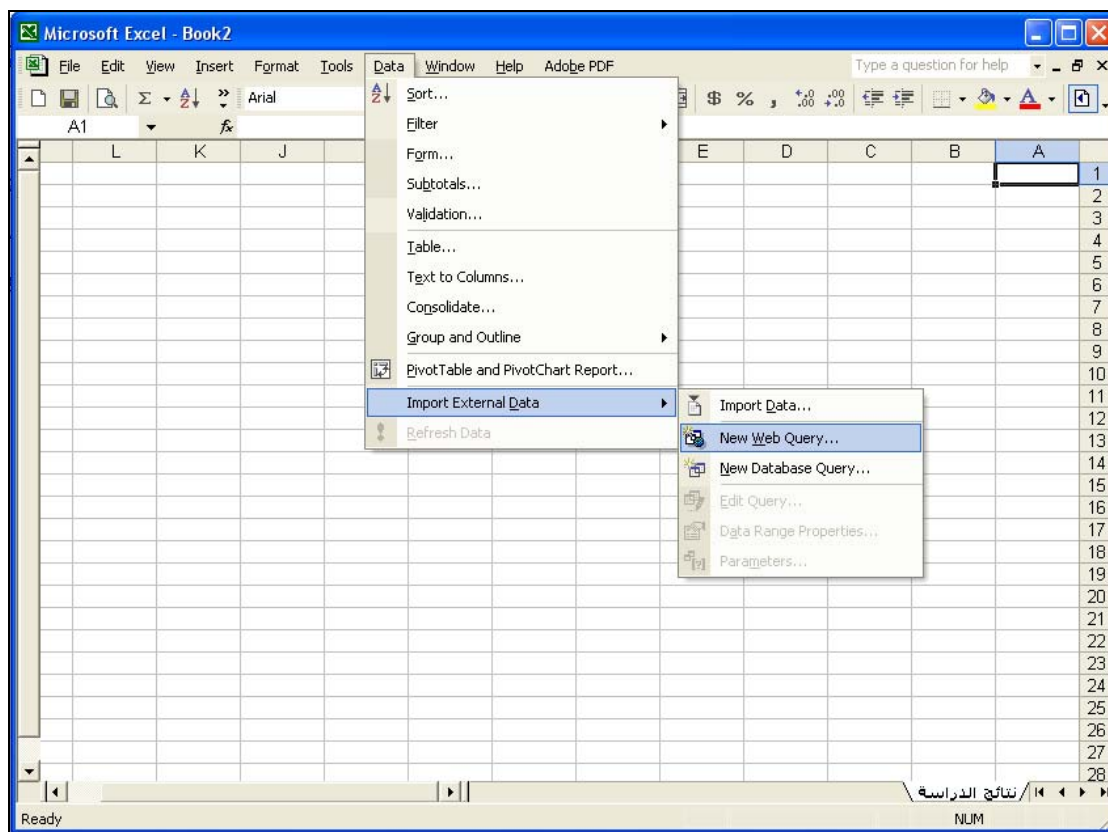 Microsoft Excel - Book2
File Edit View Insert Format Tools Data Window Help Adobe PDF Type a question for help
Σ Arial $ % ,
A1 fx
L K J E D C B A
Sort...
Filter
Form...
Subtotals...
Validation...
Table...
Text to Columns...
Consolidate...
Group and Outline
PivotTable and PivotChart Report...
Import External Data
Refresh Data
Import Data...
New Web Query...
New Database Query...
Edit Query...
Data Range Properties...
Parameters...
1
2
3
4
5
6
7
8
9
10
11
12
13
14
15
16
17
18
19
20
21
22
23
24
25
26
27
28
نتائج الدراسة
Ready NUM